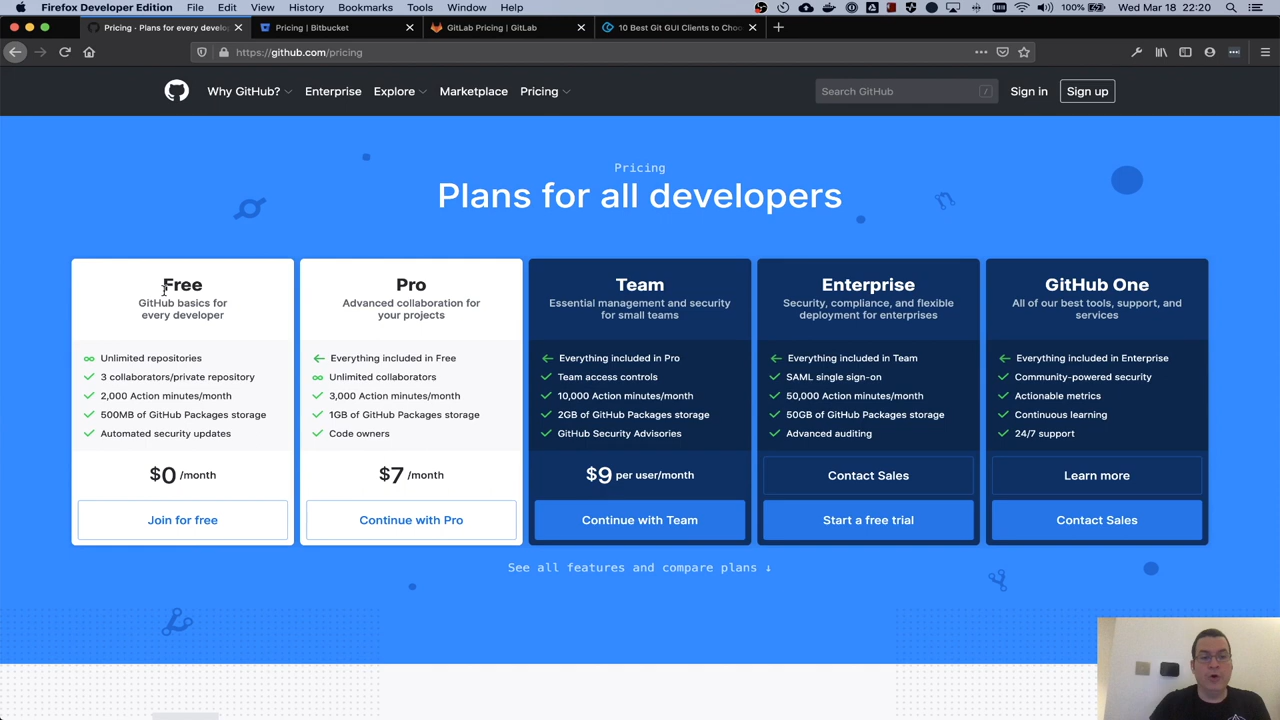 Firefox Developer Edition File Edit View History Bookmarks Tools Window Help 100% Wed Mar 18 22:20
Pricing · Plans for every develo
Pricing | Bitbucket
GitLab Pricing | GitLab
10 Best Git GUI Clients to Choo
https://github.com/pricing
Why GitHub? Enterprise Explore Marketplace Pricing Search GitHub / Sign in Sign up
Pricing
Plans for all developers
Free
GitHub basics for
every developer
Unlimited repositories
3 collaborators/private repository
2,000 Action minutes/month
500MB of GitHub Packages storage
Automated security updates
$0 /month
Join for free
Pro
Advanced collaboration for
your projects
Everything included in Free
Unlimited collaborators
3,000 Action minutes/month
1GB of GitHub Packages storage
Code owners
$7 /month
Continue with Pro
Team
Essential management and security
for small teams
Everything included in Pro
Team access controls
10,000 Action minutes/month
2GB of GitHub Packages storage
GitHub Security Advisories
$9 per user/month
Continue with Team
Enterprise
Security, compliance, and flexible
deployment for enterprises
Everything included in Team
SAML single sign-on
50,000 Action minutes/month
50GB of GitHub Packages storage
Advanced auditing
Contact Sales
Start a free trial
GitHub One
All of our best tools, support, and
services
Everything included in Enterprise
Community-powered security
Actionable metrics
Continuous learning
24/7 support
Learn more
Contact Sales
See all features and compare plans ↓